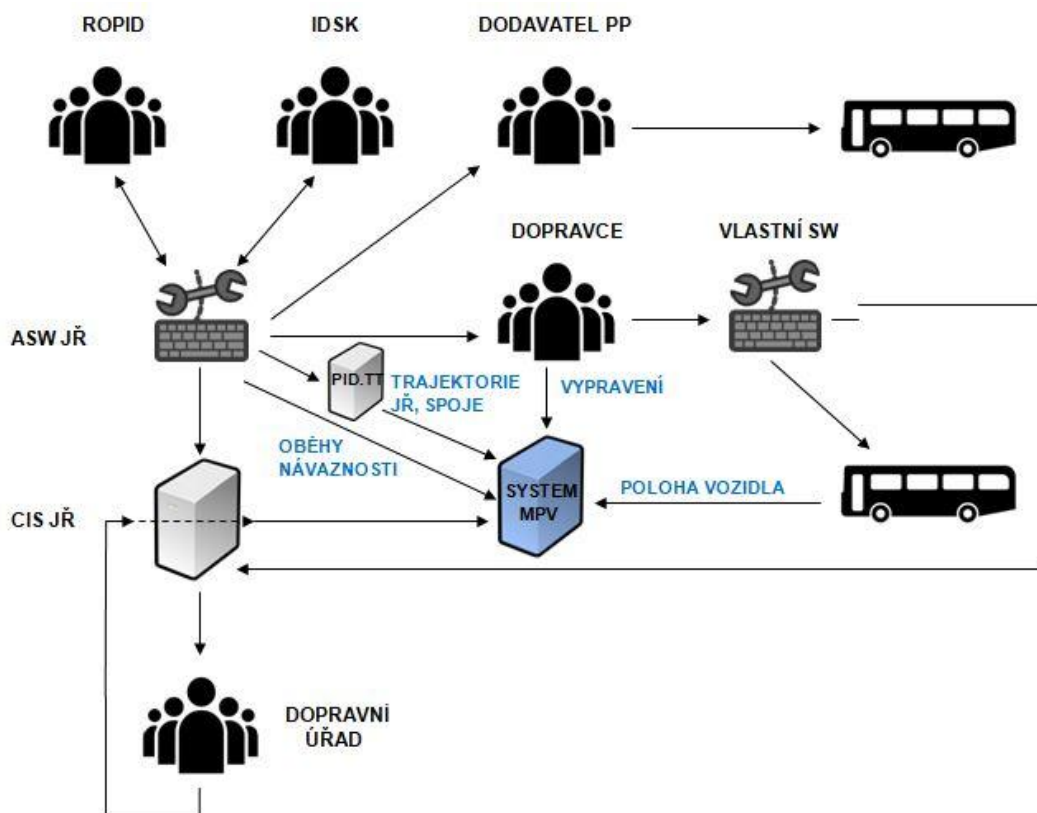 ROPID
IDSK
DODAVATEL PP
DOPRAVCE
VLASTNÍ SW
ASW JŘ
PID.TT
TRAJEKTORIE
JŘ, SPOJE
VYPRAVENÍ
OBĚHY
NÁVAZNOSTI
SYSTEM
MPV
POLOHA VOZIDLA
CIS JŘ
DOPRAVNÍ
ÚŘAD